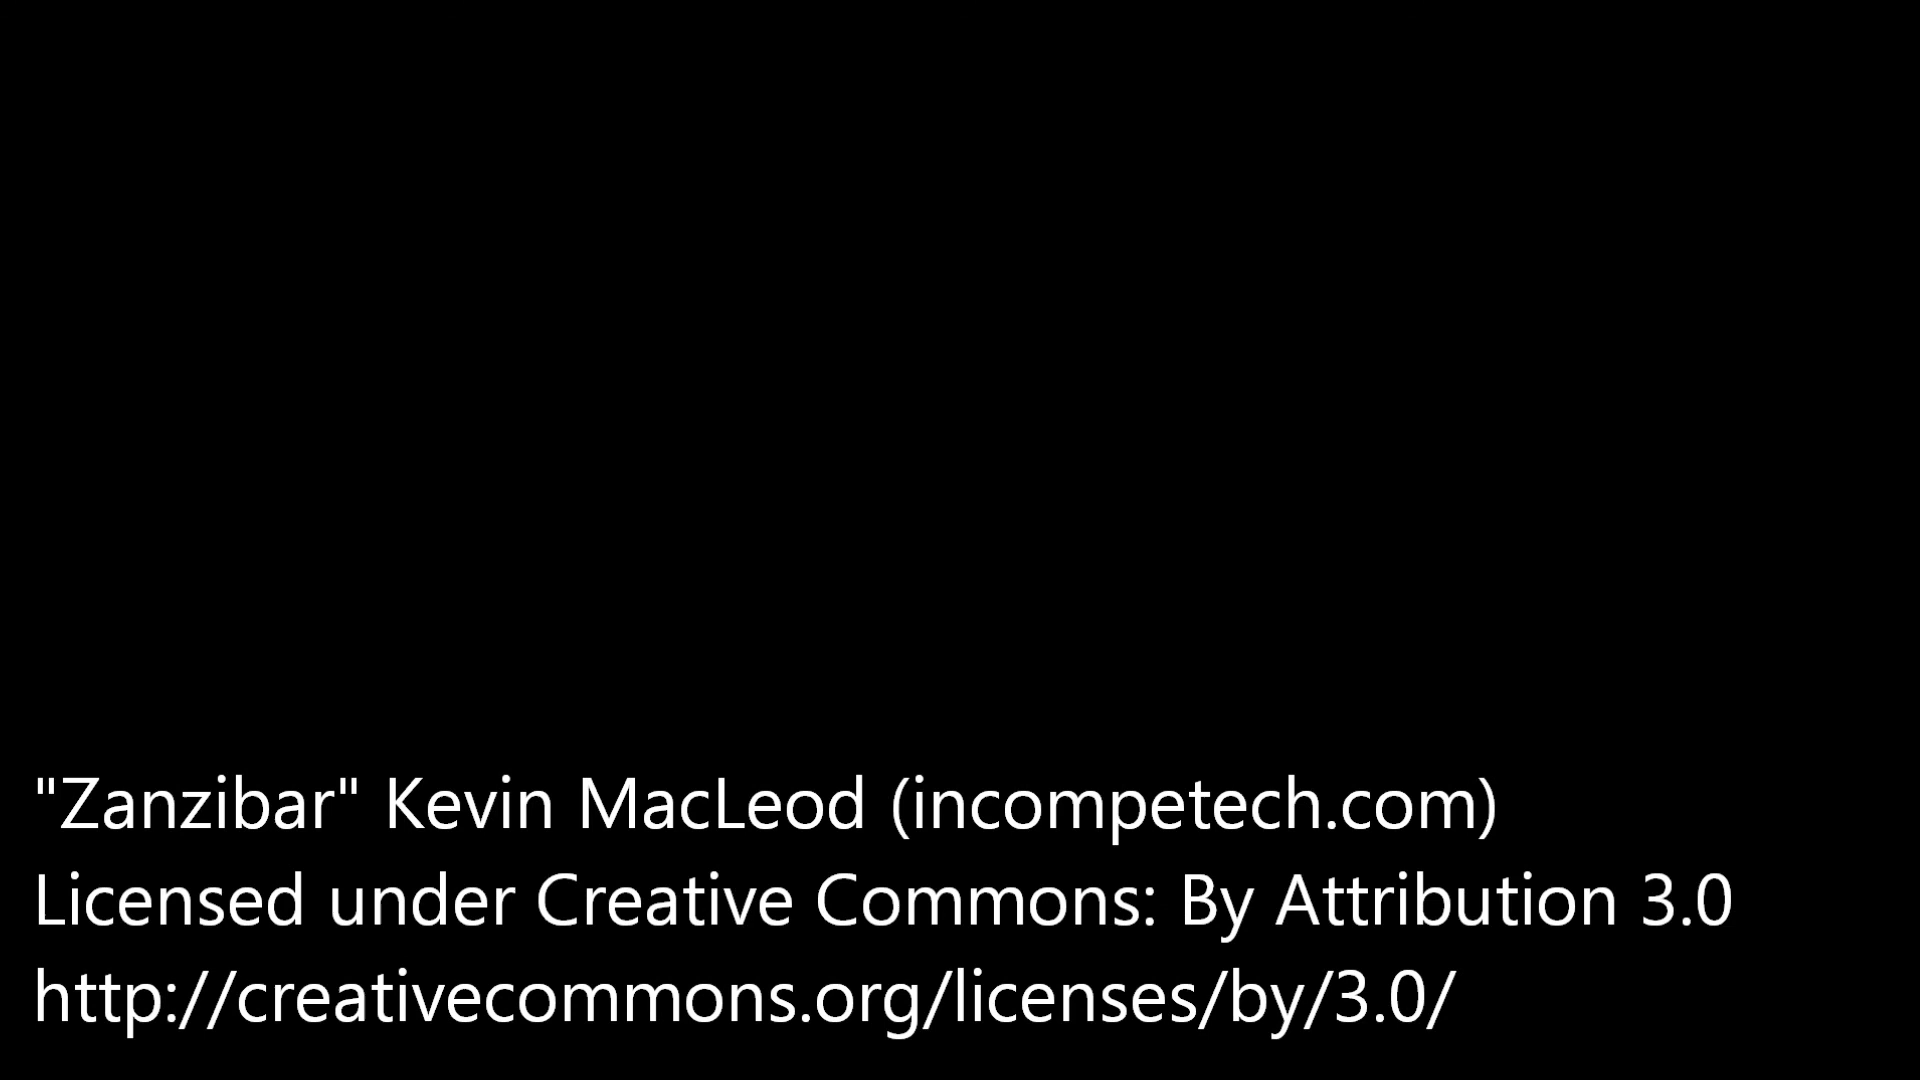 "Zanzibar" Kevin MacLeod (incompetech.com)
Licensed under Creative Commons: By Attribution 3.0
http://creativecommons.org/licenses/by/3.0/